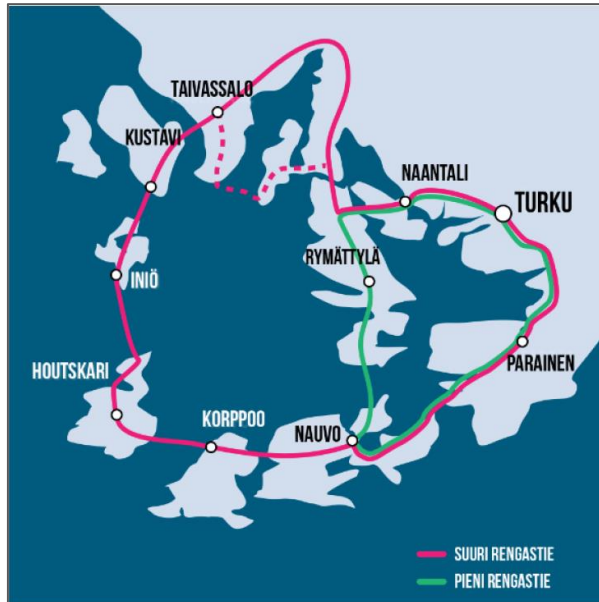 TAIVASSALO
KUSTAVI
NAANTALI
TURKU
RYMÄTTYLÄ
INIÖ
PARAINEN
HOUTSKARI
KORPPOO
NAUVO
SUURI RENGASTIE
PIENI RENGASTIE